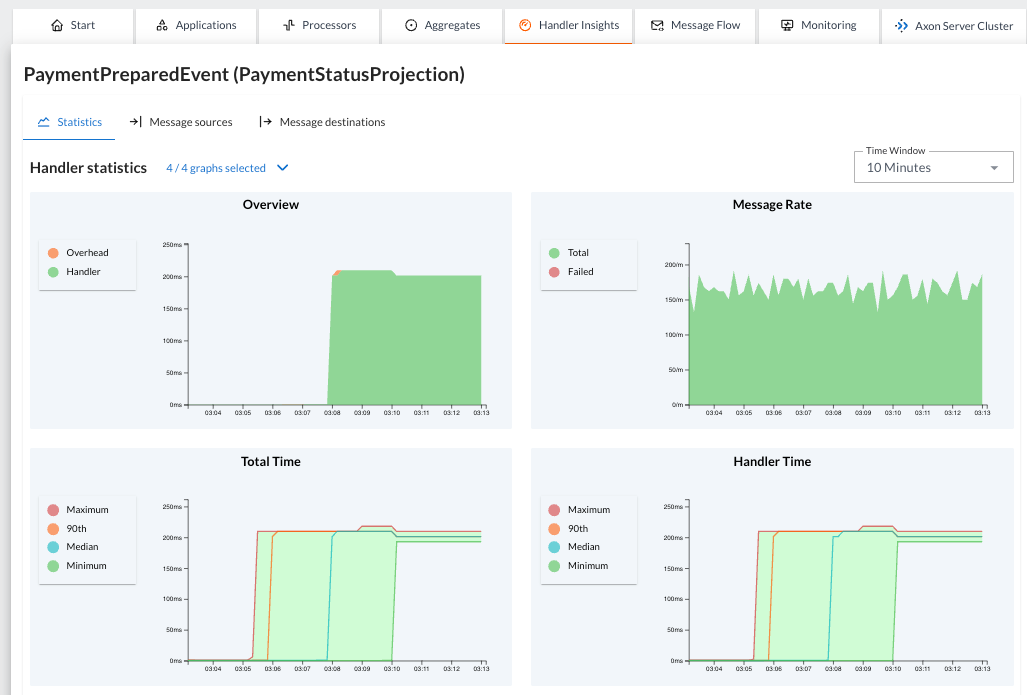 Start Applications Processors Aggregates Handler Insights Message Flow Monitoring Axon Server Cluster
PaymentPreparedEvent (PaymentStatusProjection)
Statistics Message sources Message destinations
Handler statistics 4 / 4 graphs selected
Time Window
10 Minutes
Overview
Overhead
Handler
250ms
200ms
150ms
100ms
50ms
0ms
03:04 03:05 03:06 03:07 03:08 03:09 03:10 03:11 03:12 03:13
Message Rate
Total
Failed
200/m
150/m
100/m
50/m
0/m
03:04 03:05 03:06 03:07 03:08 03:09 03:10 03:11 03:12 03:13
Total Time
Maximum
90th
Median
Minimum
250ms
200ms
150ms
100ms
50ms
0ms
03:04 03:05 03:06 03:07 03:08 03:09 03:10 03:11 03:12 03:13
Handler Time
Maximum
90th
Median
Minimum
250ms
200ms
150ms
100ms
50ms
0ms
03:04 03:05 03:06 03:07 03:08 03:09 03:10 03:11 03:12 03:13